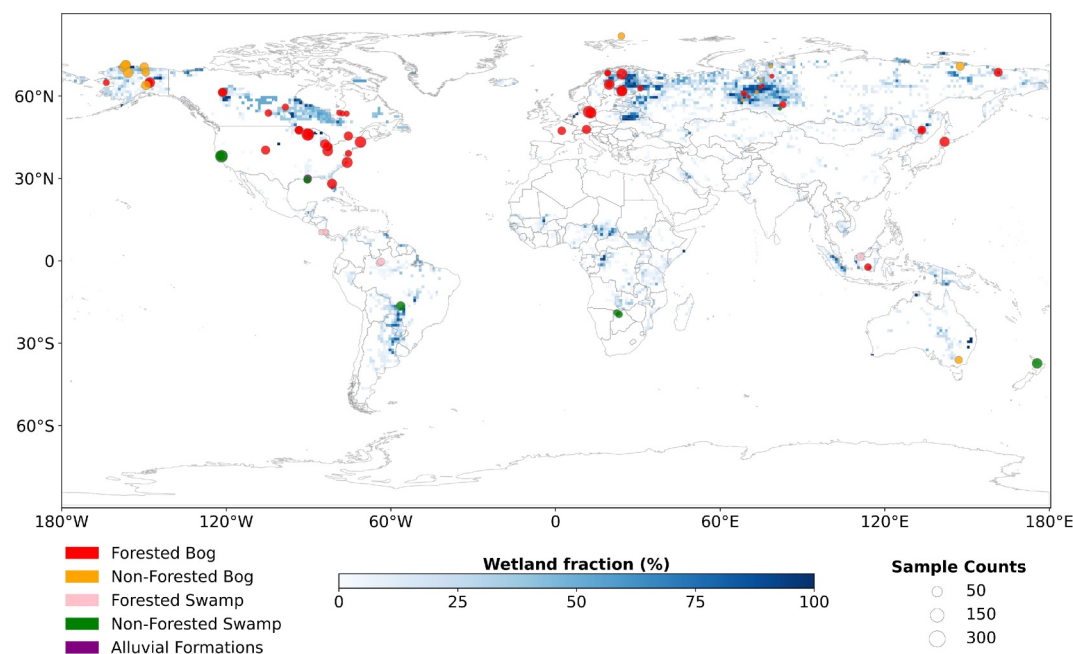 60°N
30°N
0
30°S
60°S
180°W 120°W 60°W 0 60°E 120°E 180°E
Forested Bog
Non-Forested Bog
Forested Swamp
Non-Forested Swamp
Alluvial Formations
Wetland fraction (%)
0 25 50 75 100
Sample Counts
50
150
300